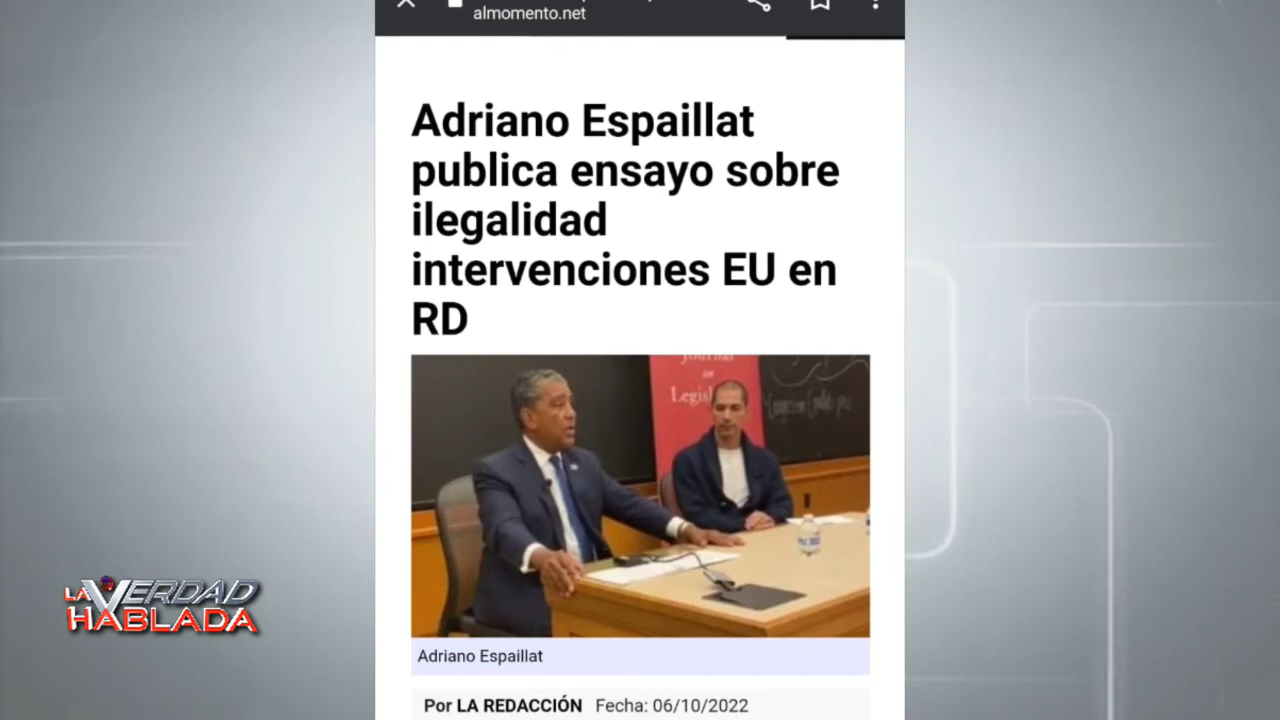 almomento.net
Adriano Espaillat
publica ensayo sobre
ilegalidad
intervenciones EU en
RD
Journal
Adriano Espaillat
Por LA REDACCIÓN Fecha: 06/10/2022
LA VERDAD
HABLADA